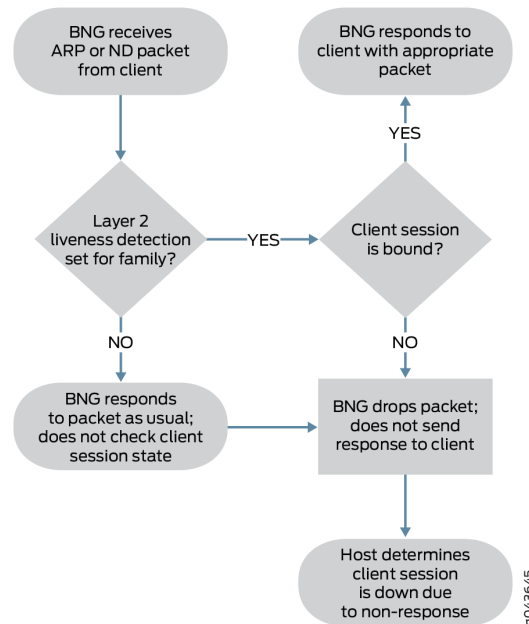 BNG receives
ARP or ND packet
from client
BNG responds to
client with appropriate
packet
YES
Layer 2
liveness detection
set for family?
YES
Client session
is bound?
NO
NO
BNG responds
to packet as usual;
does not check client
session state
BNG drops packet;
does not send
response to client
Host determines
client session
is down due
to non-response